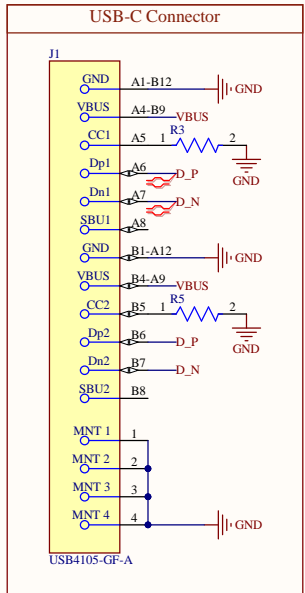 USB-C Connector
J1
GND A1-B12 GND
VBUS A4-B9 VBUS
CC1 A5 1 R3 2
GND
Dp1 A6 D_P
Dn1 A7 D_N
SBU1 A8
GND B1-A12 GND
VBUS B4-A9 VBUS
CC2 B5 1 R5 2
GND
Dp2 B6 D_P
Dn2 B7 D_N
SBU2 B8
MNT 1 1
MNT 2 2
MNT 3 3
MNT 4 4 GND
USB4105-GF-A